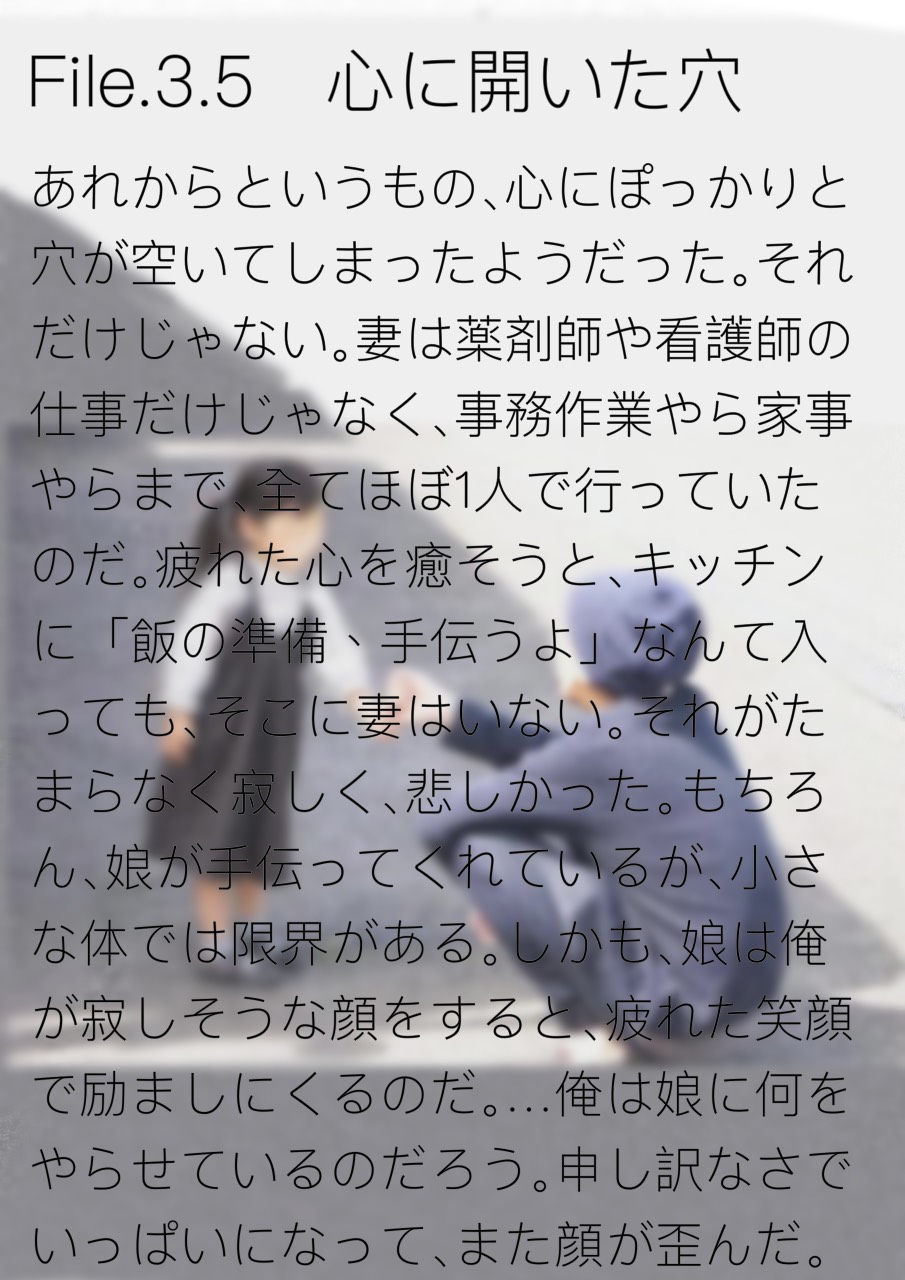 File.3.5　心に開いた穴
あれからというもの、心にぽっかりと
穴が空いてしまったようだった。それ
だけじゃない。妻は薬剤師や看護師の
仕事だけじゃなく、事務作業やら家事
やらまで、全てほぼ1人で行っていた
のだ。疲れた心を癒そうと、キッチン
に「飯の準備、手伝うよ」なんて入
っても、そこに妻はいない。それがた
まらなく寂しく、悲しかった。もちろ
ん、娘が手伝ってくれているが、小さ
な体では限界がある。しかも、娘は俺
が寂しそうな顔をすると、疲れた笑顔
で励ましにくるのだ。…俺は娘に何を
やらせているのだろう。申し訳なさで
いっぱいになって、また顔が歪んだ。